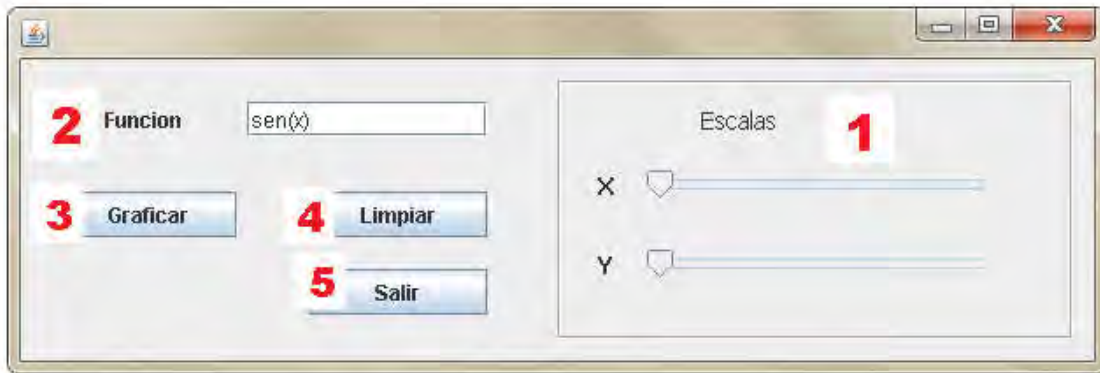 2 Funcion sen(x)
3 Graficar 4 Limpiar
5 Salir
Escalas 1
X
Y